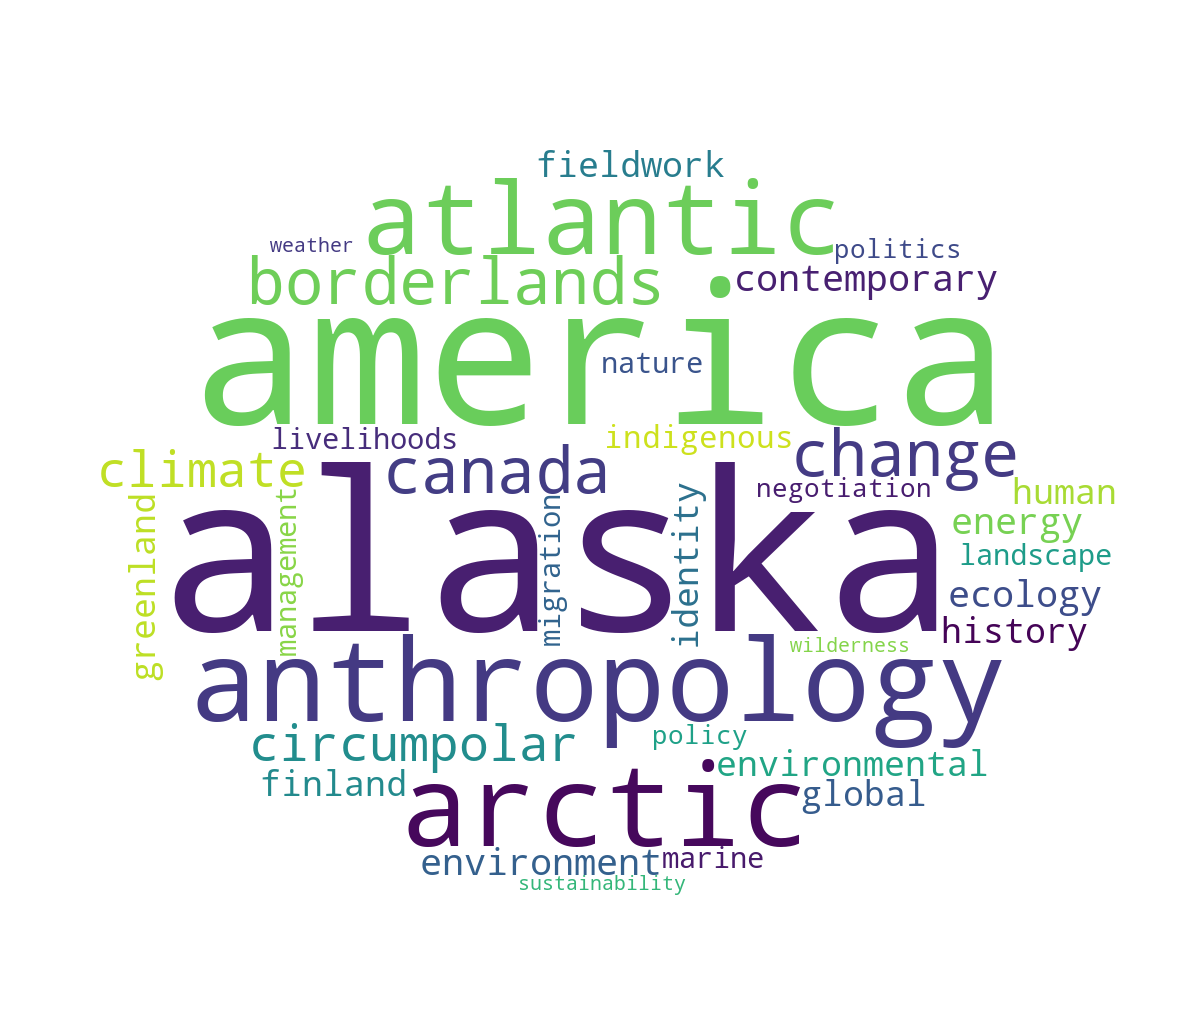 fieldwork
atlantic
weather
politics
borderlands
contemporary
america
nature
livelihoods
indigenous
change
climate
canada
negotiation
human
alaska
greenland
management
migration
identity
energy
landscape
ecology
history
wilderness
anthropology
circumpolar
policy
environmental
finland
arctic
global
environment
marine
sustainability